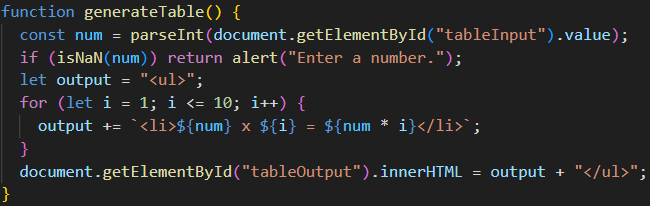 function generateTable() {
  const num = parseInt(document.getElementById("tableInput").value);
  if (isNaN(num)) return alert("Enter a number.");
  let output = "<ul>";
  for (let i = 1; i <= 10; i++) {
    output += `<li>${num} x ${i} = ${num * i}</li>`;
  }
  document.getElementById("tableOutput").innerHTML = output + "</ul>";
}